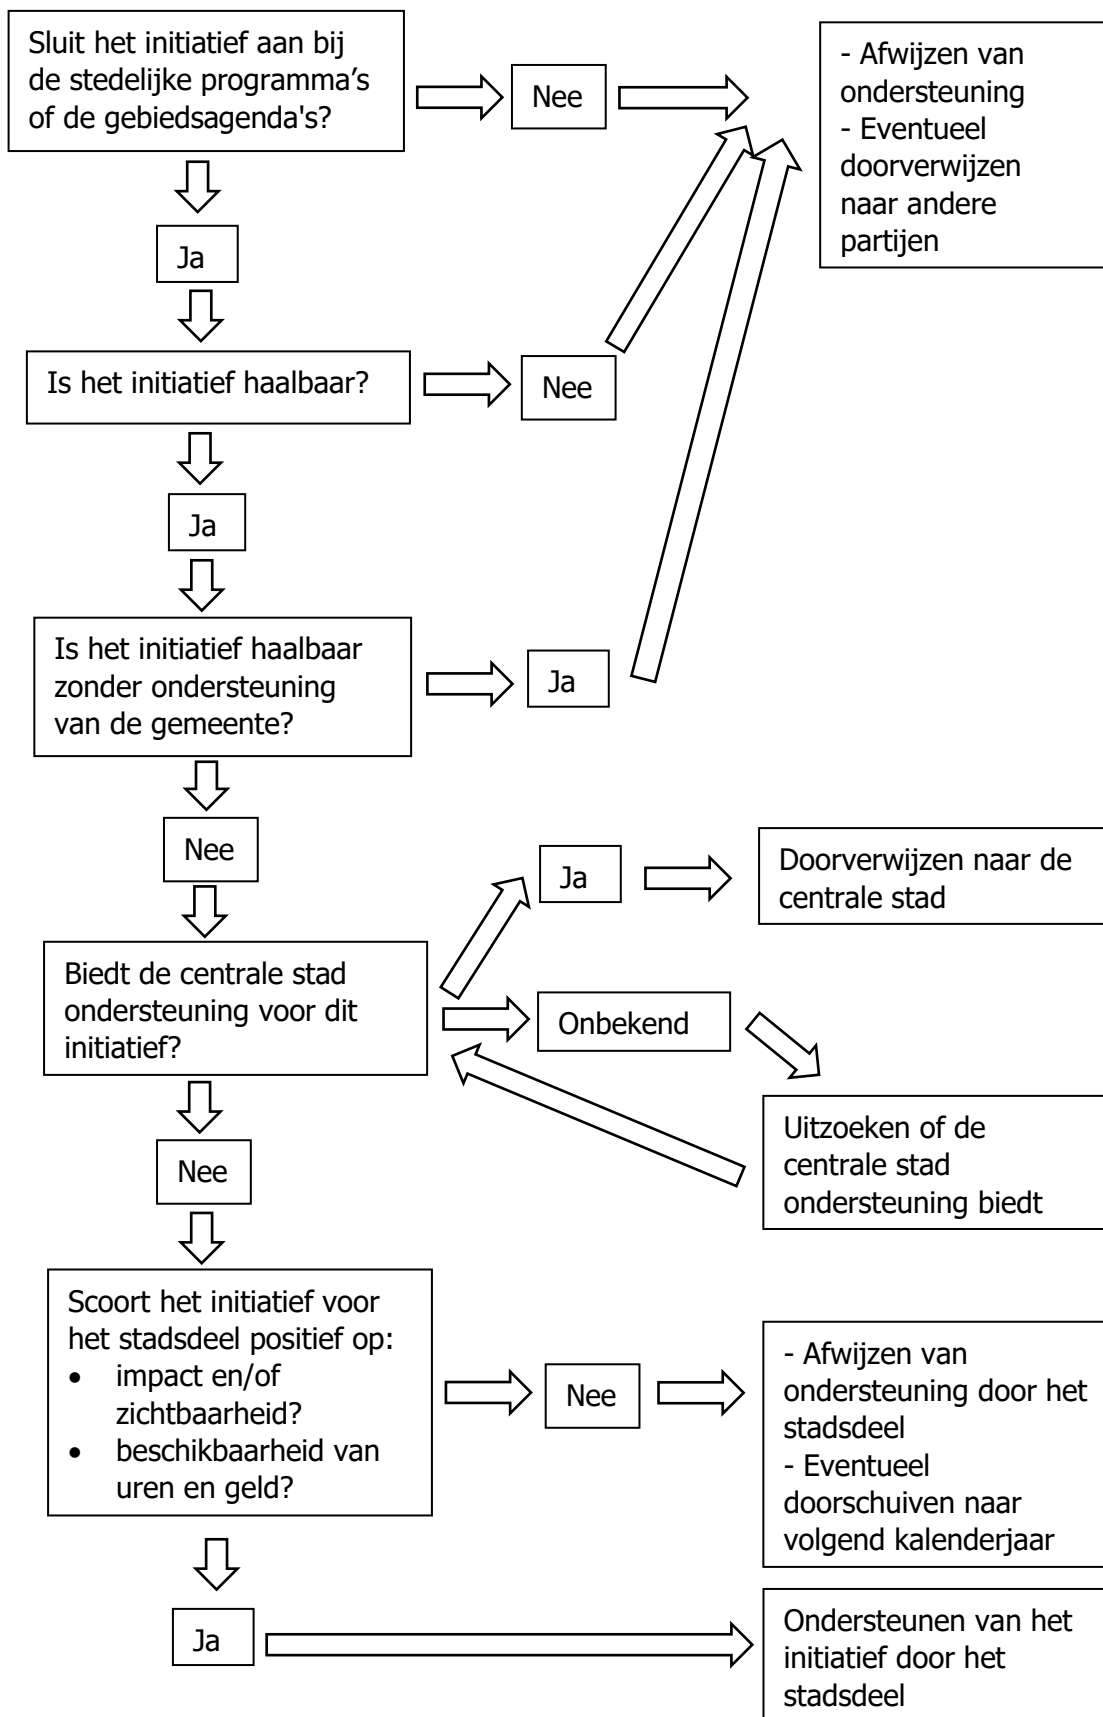 Sluit het initiatief aan bij
de stedelijke programma’s
of de gebiedsagenda's?
Nee
- Afwijzen van
ondersteuning
- Eventueel
doorverwijzen
naar andere
partijen
Ja
Is het initiatief haalbaar?
Nee
Ja
Is het initiatief haalbaar
zonder ondersteuning
van de gemeente?
Ja
Nee
Biedt de centrale stad
ondersteuning voor dit
initiatief?
Ja
Doorverwijzen naar de
centrale stad
Onbekend
Uitzoeken of de
centrale stad
ondersteuning biedt
Nee
Scoort het initiatief voor
het stadsdeel positief op:
• impact en/of
zichtbaarheid?
• beschikbaarheid van
uren en geld?
Nee
- Afwijzen van
ondersteuning door het
stadsdeel
- Eventueel
doorschuiven naar
volgend kalenderjaar
Ja
Ondersteunen van het
initiatief door het
stadsdeel